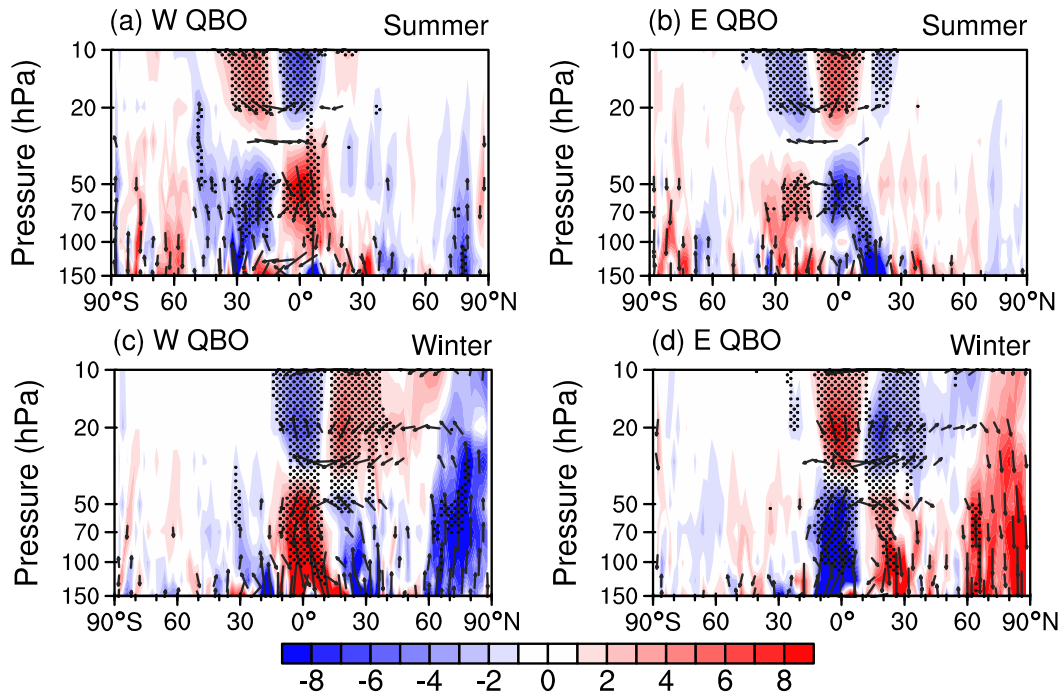 (a) W QBO Summer
(b) E QBO Summer
Pressure (hPa)
10
20
50
70
100
150
90°S 60 30 0° 30 60 90°N
Pressure (hPa)
10
20
50
70
100
150
90°S 60 30 0° 30 60 90°N
(c) W QBO Winter
(d) E QBO Winter
Pressure (hPa)
10
20
50
70
100
150
90°S 60 30 0° 30 60 90°N
Pressure (hPa)
10
20
50
70
100
150
90°S 60 30 0° 30 60 90°N
-8 -6 -4 -2 0 2 4 6 8